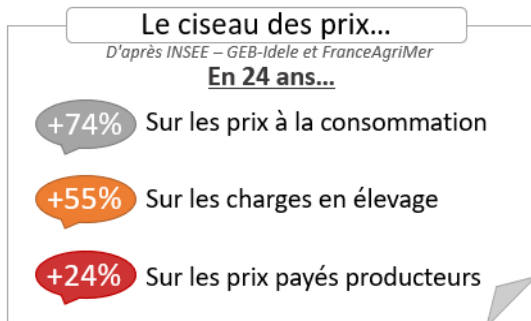 Le ciseau des prix...
D'après INSEE – GEB-Idele et FranceAgriMer
En 24 ans...
+74% Sur les prix à la consommation
+55% Sur les charges en élevage
+24% Sur les prix payés producteurs